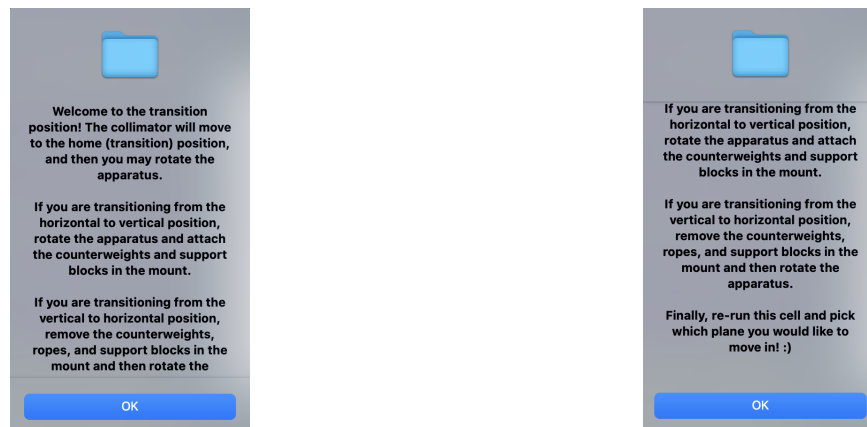 Welcome to the transition
position! The collimator will move
to the home (transition) position,
and then you may rotate the
apparatus.
If you are transitioning from the
horizontal to vertical position,
rotate the apparatus and attach
the counterweights and support
blocks in the mount.
If you are transitioning from the
vertical to horizontal position,
remove the counterweights,
ropes, and support blocks in the
mount and then rotate the
OK
If you are transitioning from the
horizontal to vertical position,
rotate the apparatus and attach
the counterweights and support
blocks in the mount.
If you are transitioning from the
vertical to horizontal position,
remove the counterweights,
ropes, and support blocks in the
mount and then rotate the
apparatus.
Finally, re-run this cell and pick
which plane you would like to
move in! :)
OK